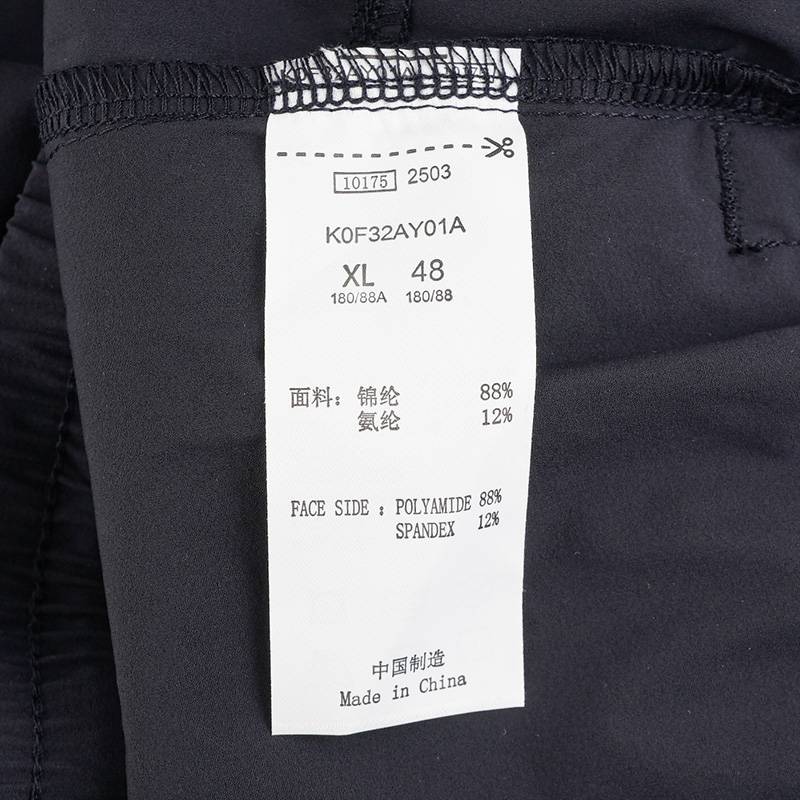 10175 2503
K0F32AY01A
XL 48
180/88A 180/88
面料：锦纶 88%
氨纶 12%
FACE SIDE : POLYAMIDE 88%
SPANDEX 12%
中国制造
Made in China